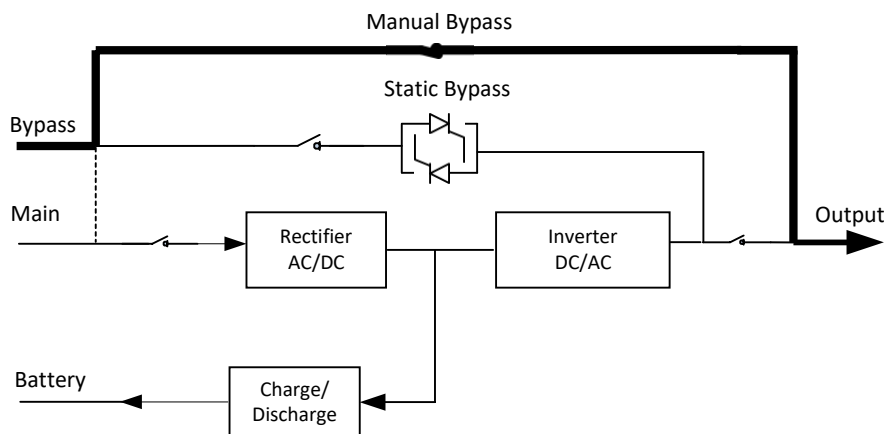 Manual Bypass
Static Bypass
Bypass
Main
Output
Rectifier
AC/DC
Inverter
DC/AC
Battery
Charge/
Discharge